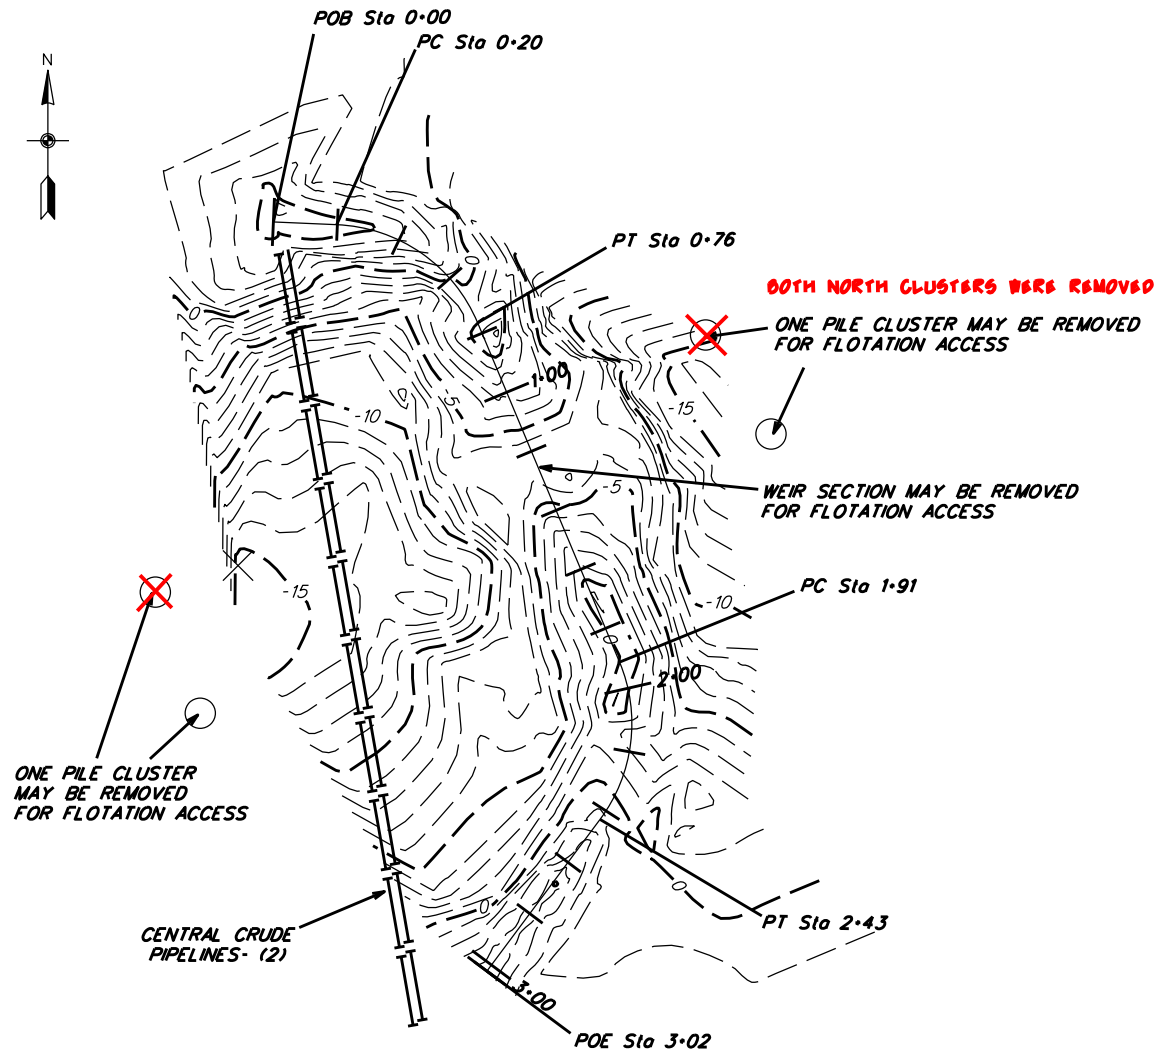 POB Sta 0+00
PC Sta 0+20
N
PT Sta 0+76
BOTH NORTH CLUSTERS WERE REMOVED
ONE PILE CLUSTER MAY BE REMOVED
FOR FLOTATION ACCESS
0
0
1+00
-5
-10
-15
WEIR SECTION MAY BE REMOVED
FOR FLOTATION ACCESS
-5
-15
PC Sta 1+91
-10
0
2+00
ONE PILE CLUSTER
MAY BE REMOVED
FOR FLOTATION ACCESS
0
0
PT Sta 2+43
CENTRAL CRUDE
PIPELINES- (2)
3+00
POE Sta 3+02